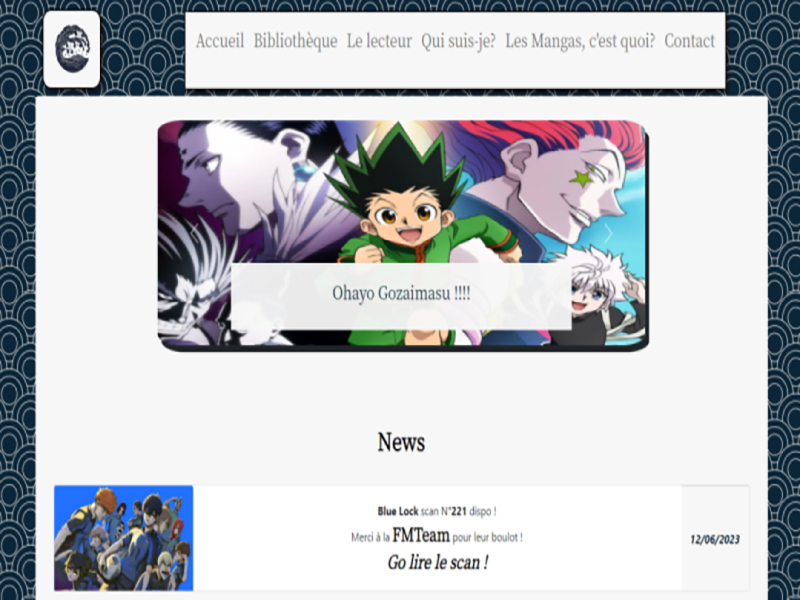 Accueil Bibliothèque Le lecteur Qui suis-je? Les Mangas, c'est quoi? Contact
Ohayo Gozaimasu !!!!
News
Blue Lock scan N°221 dispo !
Merci à la FMTeam pour leur boulot !
Go lire le scan !
12/06/2023